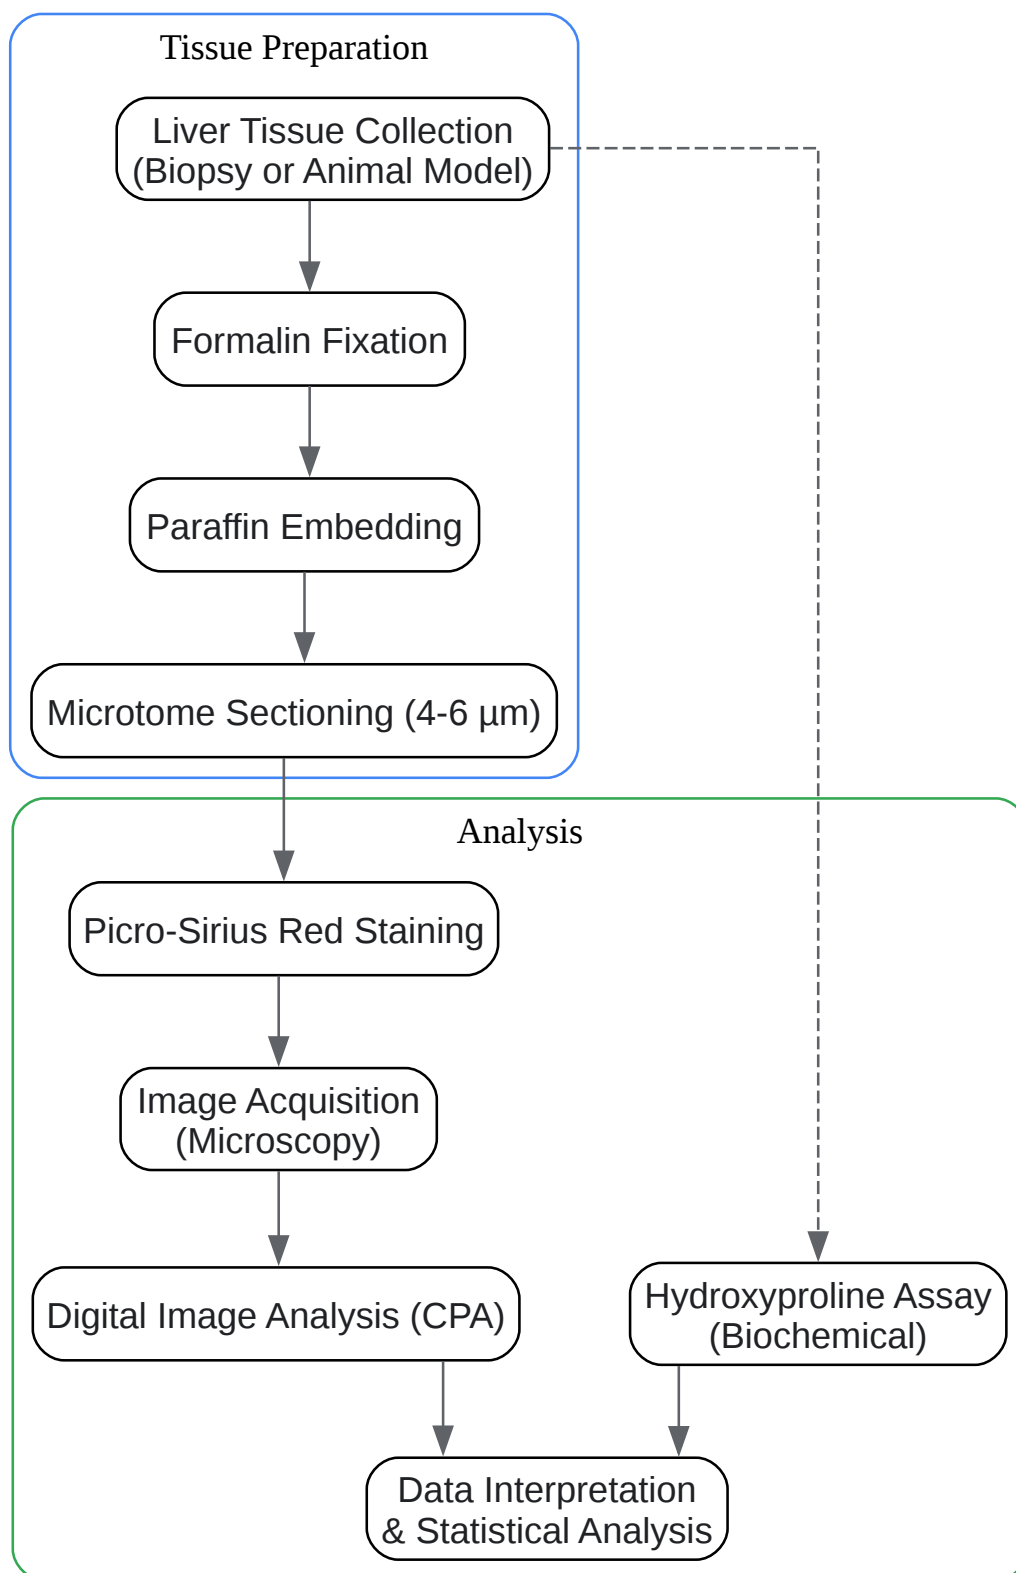 Tissue Preparation
Liver Tissue Collection
(Biopsy or Animal Model)
Formalin Fixation
Paraffin Embedding
Microtome Sectioning (4-6 µm)
Analysis
Picro-Sirius Red Staining
Image Acquisition
(Microscopy)
Digital Image Analysis (CPA)
Hydroxyproline Assay
(Biochemical)
Data Interpretation
& Statistical Analysis